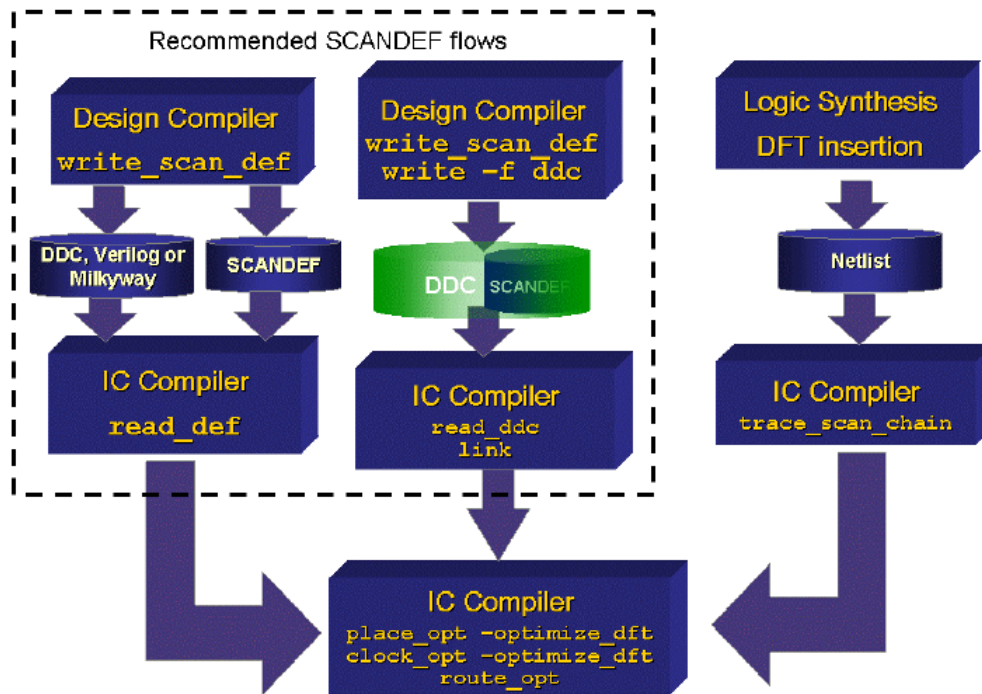 Recommended SCANDEF flows
Design Compiler
write_scan_def
DDC, Verilog or
Milkyway
SCANDEF
IC Compiler
read_def
Design Compiler
write_scan_def
write -f ddc
DDC
SCANDEF
IC Compiler
read_ddc
link
Logic Synthesis
DFT insertion
Netlist
IC Compiler
trace_scan_chain
IC Compiler
place_opt -optimize_dft
clock_opt -optimize_dft
route_opt